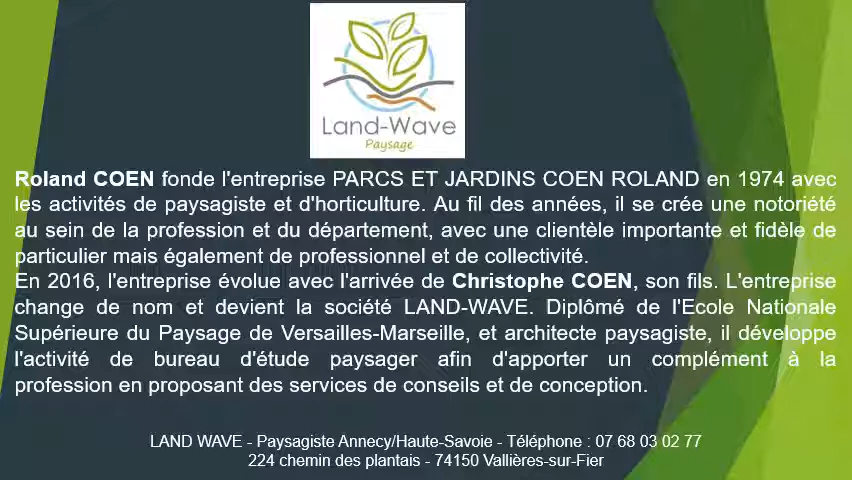 Land-Wave
Paysage
Roland COEN fonde l'entreprise PARCS ET JARDINS COEN ROLAND en 1974 avec
les activités de paysagiste et d'horticulture. Au fil des années, il se crée une notoriété
au sein de la profession et du département, avec une clientèle importante et fidèle de
particulier mais également de professionnel et de collectivité.
En 2016, l'entreprise évolue avec l'arrivée de Christophe COEN, son fils. L'entreprise
change de nom et devient la société LAND-WAVE. Diplômé de l'Ecole Nationale
Supérieure du Paysage de Versailles-Marseille, et architecte paysagiste, il développe
l'activité de bureau d'étude paysager afin d'apporter un complément à la
profession en proposant des services de conseils et de conception.
LAND WAVE - Paysagiste Annecy/Haute-Savoie - Téléphone : 07 68 03 02 77
224 chemin des plantais - 74150 Vallières-sur-Fier